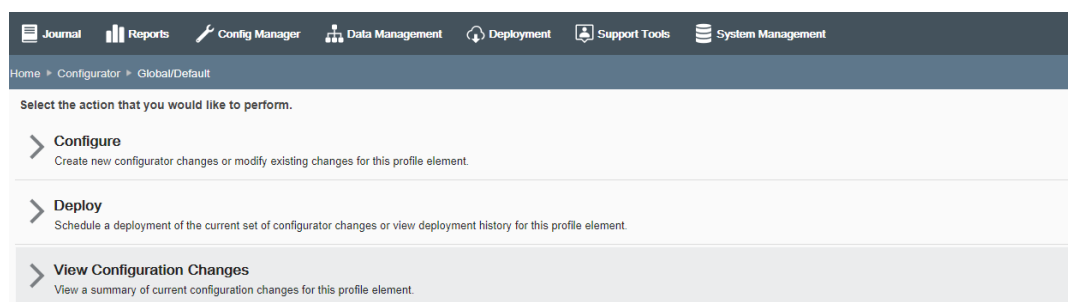 Journal Reports Config Manager Data Management Deployment Support Tools System Management
Home Configurator Global/Default
Select the action that you would like to perform.
Configure
Create new configurator changes or modify existing changes for this profile element.
Deploy
Schedule a deployment of the current set of configurator changes or view deployment history for this profile element.
View Configuration Changes
View a summary of current configuration changes for this profile element.